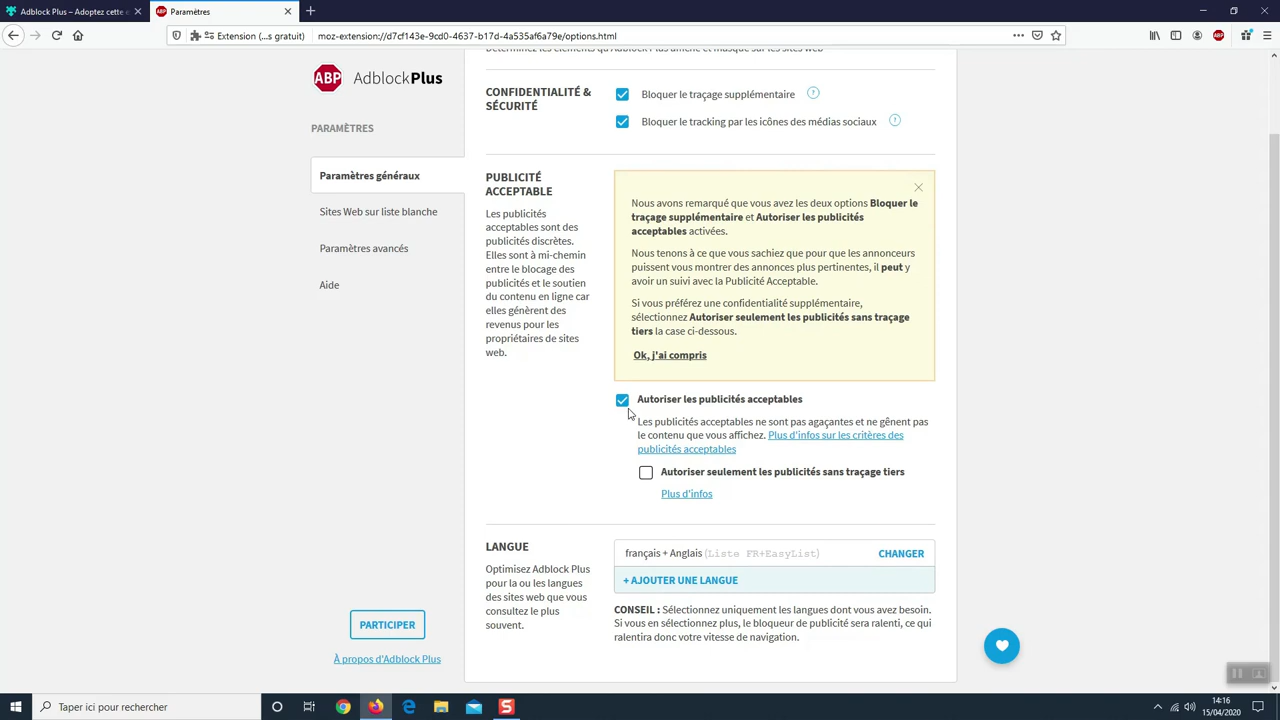 Adblock Plus – Adoptez cette e
Paramètres
Extension (...s gratuit)
moz-extension://d7cf143e-9cd0-4637-b17d-4a535af6a79e/options.html
Déterminez les éléments qu'Adblock Plus affiche et masque sur les sites web
ABP AdblockPlus
PARAMÈTRES
Paramètres généraux
Sites Web sur liste blanche
Paramètres avancés
Aide
PARTICIPER
À propos d'Adblock Plus
CONFIDENTIALITÉ &
SÉCURITÉ
Bloquer le traçage supplémentaire ?
Bloquer le tracking par les icônes des médias sociaux ?
PUBLICITÉ
ACCEPTABLE
Les publicités
acceptables sont des
publicités discrètes.
Elles sont à mi-chemin
entre le blocage des
publicités et le soutien
du contenu en ligne car
elles génèrent des
revenus pour les
propriétaires de sites
web.
Nous avons remarqué que vous avez les deux options Bloquer le
traçage supplémentaire et Autoriser les publicités
acceptables activées.
Nous tenons à ce que vous sachiez que pour que les annonceurs
puissent vous montrer des annonces plus pertinentes, il peut y
avoir un suivi avec la Publicité Acceptable.
Si vous préférez une confidentialité supplémentaire,
sélectionnez Autoriser seulement les publicités sans traçage
tiers la case ci-dessous.
Ok, j'ai compris
Autoriser les publicités acceptables
Les publicités acceptables ne sont pas agaçantes et ne gênent pas
le contenu que vous affichez. Plus d'infos sur les critères des
publicités acceptables
Autoriser seulement les publicités sans traçage tiers
Plus d'infos
LANGUE
Optimisez Adblock Plus
pour la ou les langues
des sites web que vous
consultez le plus
souvent.
français + Anglais (Liste FR+EasyList) CHANGER
+ AJOUTER UNE LANGUE
CONSEIL : Sélectionnez uniquement les langues dont vous avez besoin.
Si vous en sélectionnez plus, le bloqueur de publicité sera ralenti, ce qui
ralentira donc votre vitesse de navigation.
Taper ici pour rechercher
14:16
15/04/2020